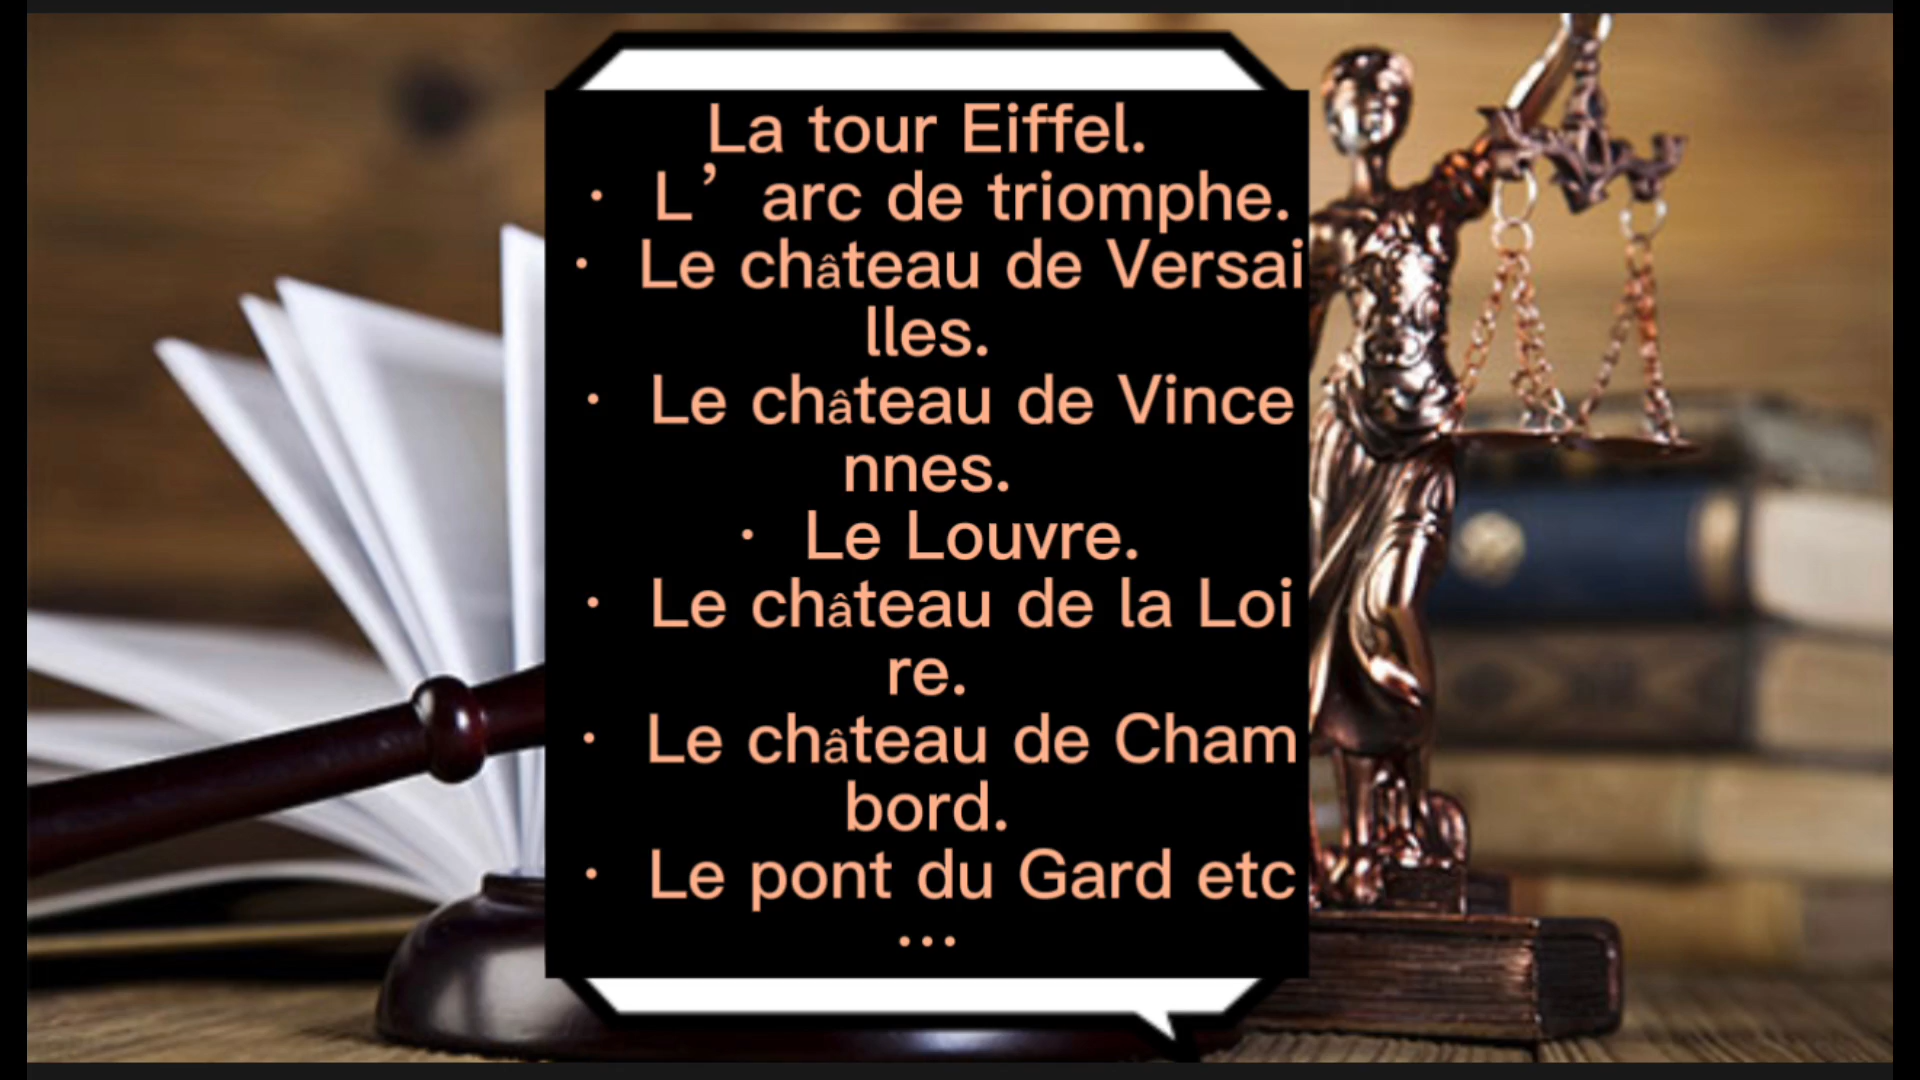 La tour Eiffel.
· L’arc de triomphe.
· Le château de Versai
lles.
· Le château de Vince
nnes.
· Le Louvre.
· Le château de la Loi
re.
· Le château de Cham
bord.
· Le pont du Gard etc
...